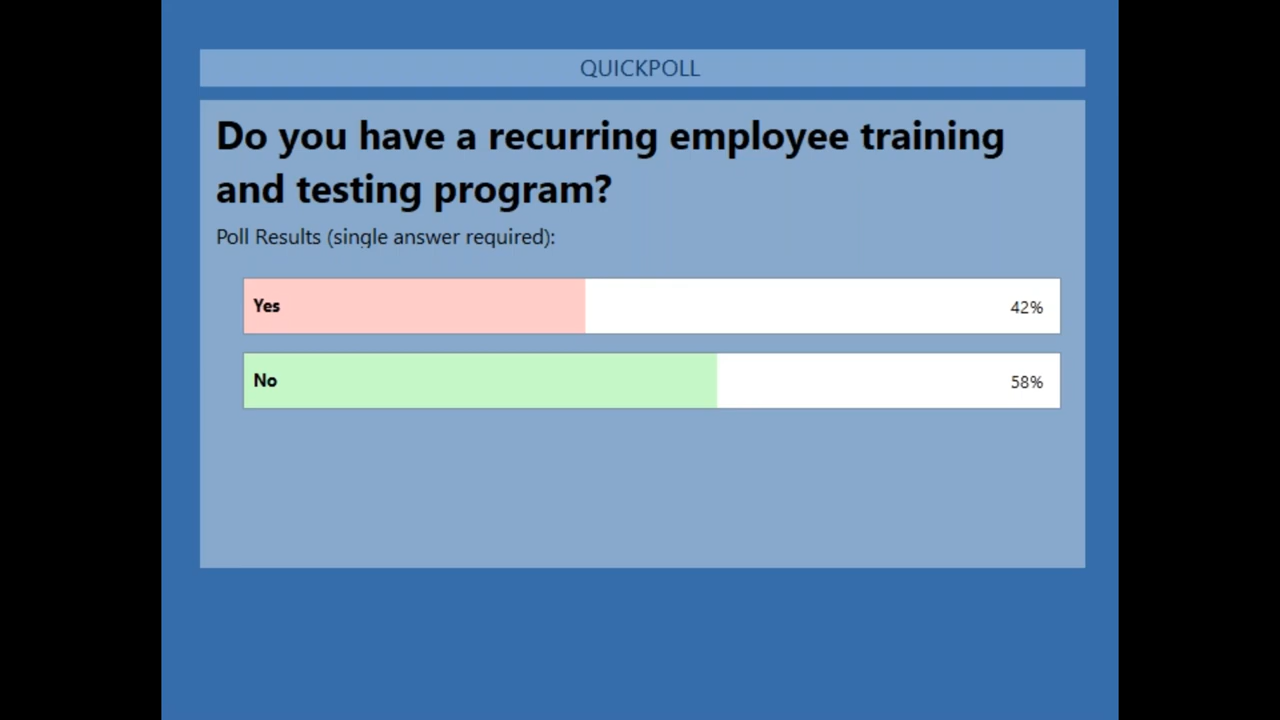 QUICKPOLL
Do you have a recurring employee training
and testing program?
Poll Results (single answer required):
Yes 42%
No 58%